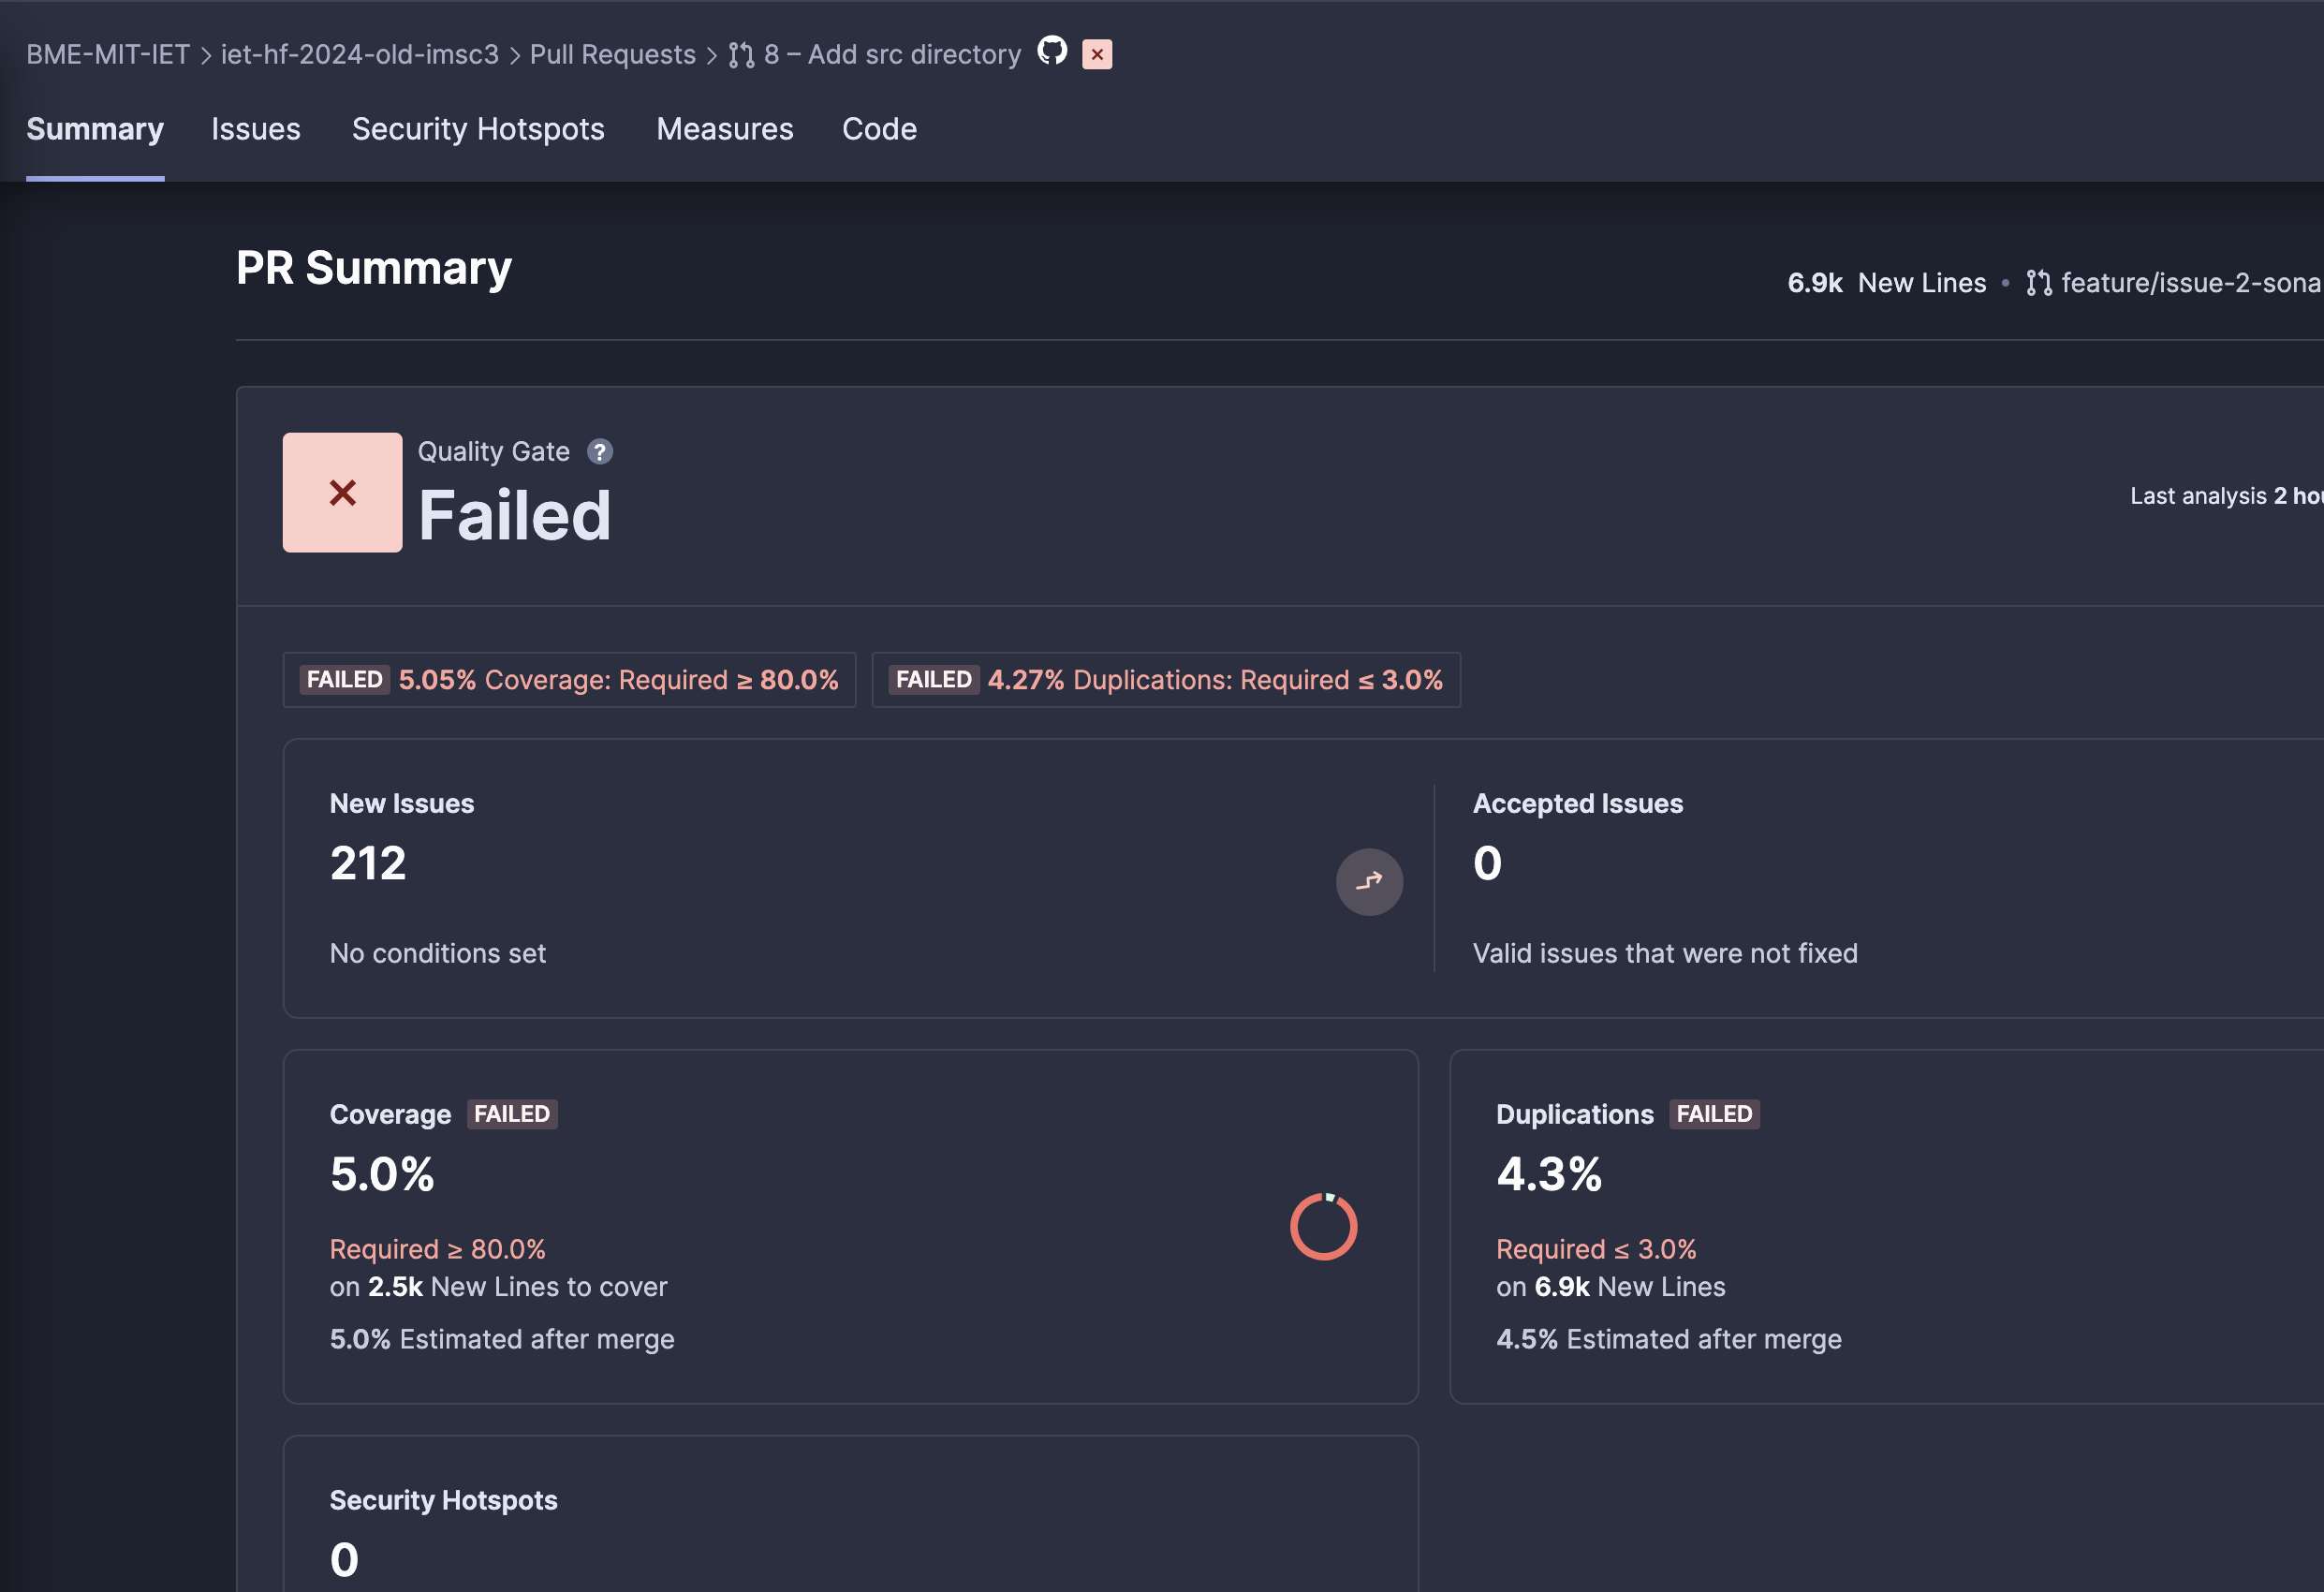 BME-MIT-IET > iet-hf-2024-old-imsc3 > Pull Requests > 8 – Add src directory
Summary Issues Security Hotspots Measures Code
PR Summary
6.9k New Lines • feature/issue-2-sona
Quality Gate ?
Failed
Last analysis 2 hou
FAILED 5.05% Coverage: Required ≥ 80.0% FAILED 4.27% Duplications: Required ≤ 3.0%
New Issues
212
No conditions set
Accepted Issues
0
Valid issues that were not fixed
Coverage FAILED
5.0%
Required ≥ 80.0%
on 2.5k New Lines to cover
5.0% Estimated after merge
Duplications FAILED
4.3%
Required ≤ 3.0%
on 6.9k New Lines
4.5% Estimated after merge
Security Hotspots
0